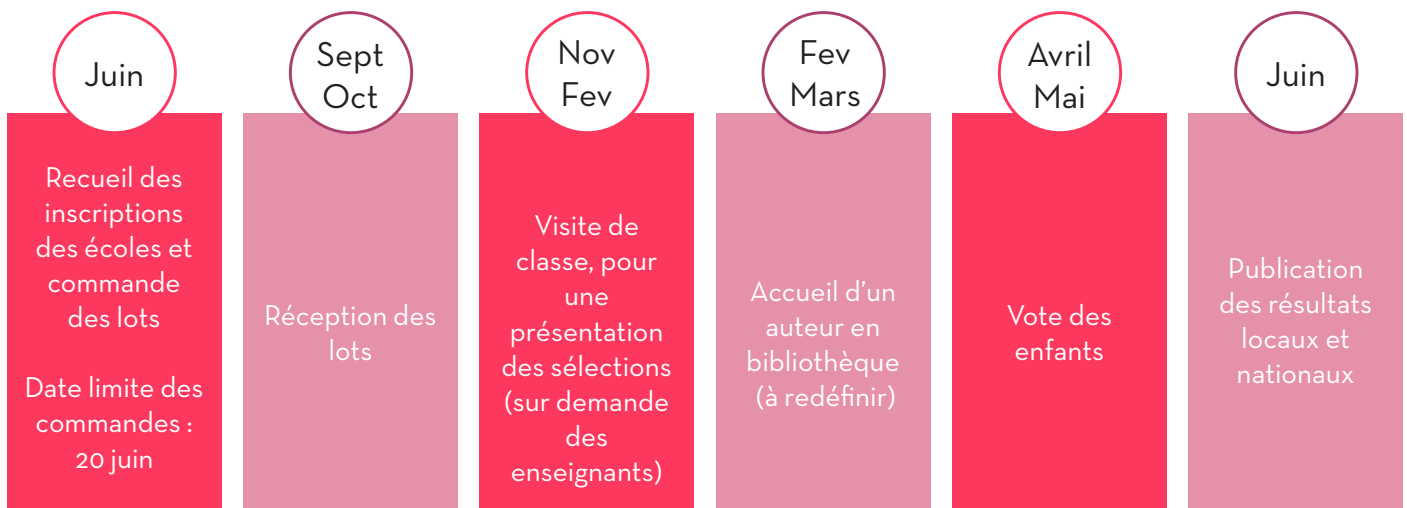 Juin
Recueil des
inscriptions
des écoles et
commande
des lots
Date limite des
commandes :
20 juin
Sept
Oct
Réception des
lots
Nov
Fev
Visite de
classe, pour
une
présentation
des sélections
(sur demande
des
enseignants)
Fev
Mars
Accueil d’un
auteur en
bibliothèque
(à redéfinir)
Avril
Mai
Vote des
enfants
Juin
Publication
des résultats
locaux et
nationaux